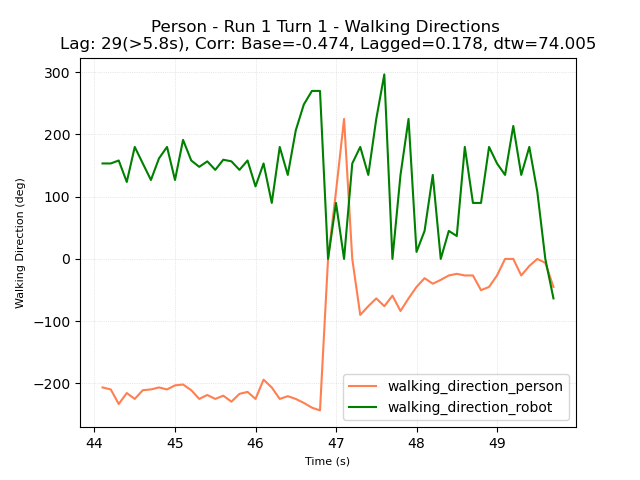 Person - Run 1 Turn 1 - Walking Directions
Lag: 29(>5.8s), Corr: Base=-0.474, Lagged=0.178, dtw=74.005
Walking Direction (deg)
300
200
100
0
−100
−200
walking_direction_person
walking_direction_robot
44
45
46
47
48
49
Time (s)